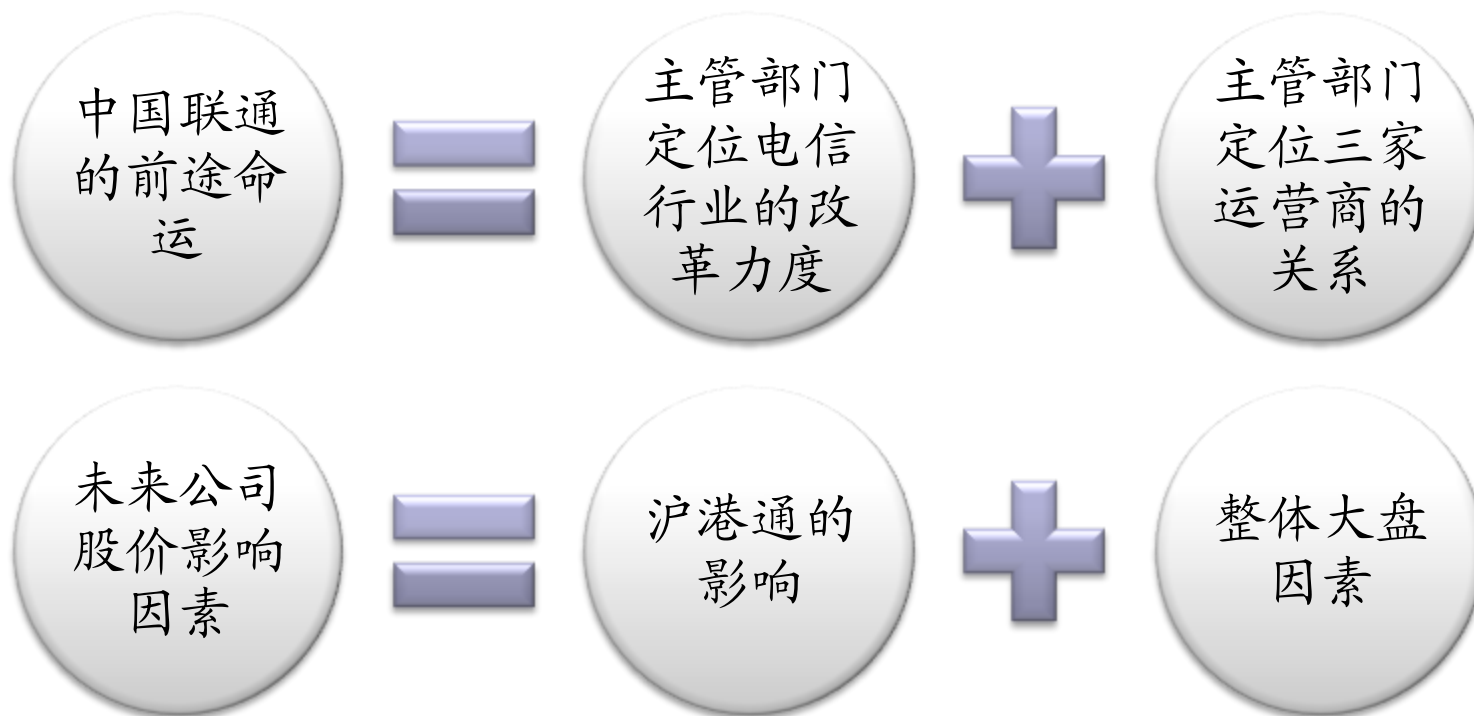 中国联通
的前途命
运
主管部门
定位电信
行业的改
革力度
主管部门
定位三家
运营商的
关系
未来公司
股价影响
因素
沪港通的
影响
整体大盘
因素